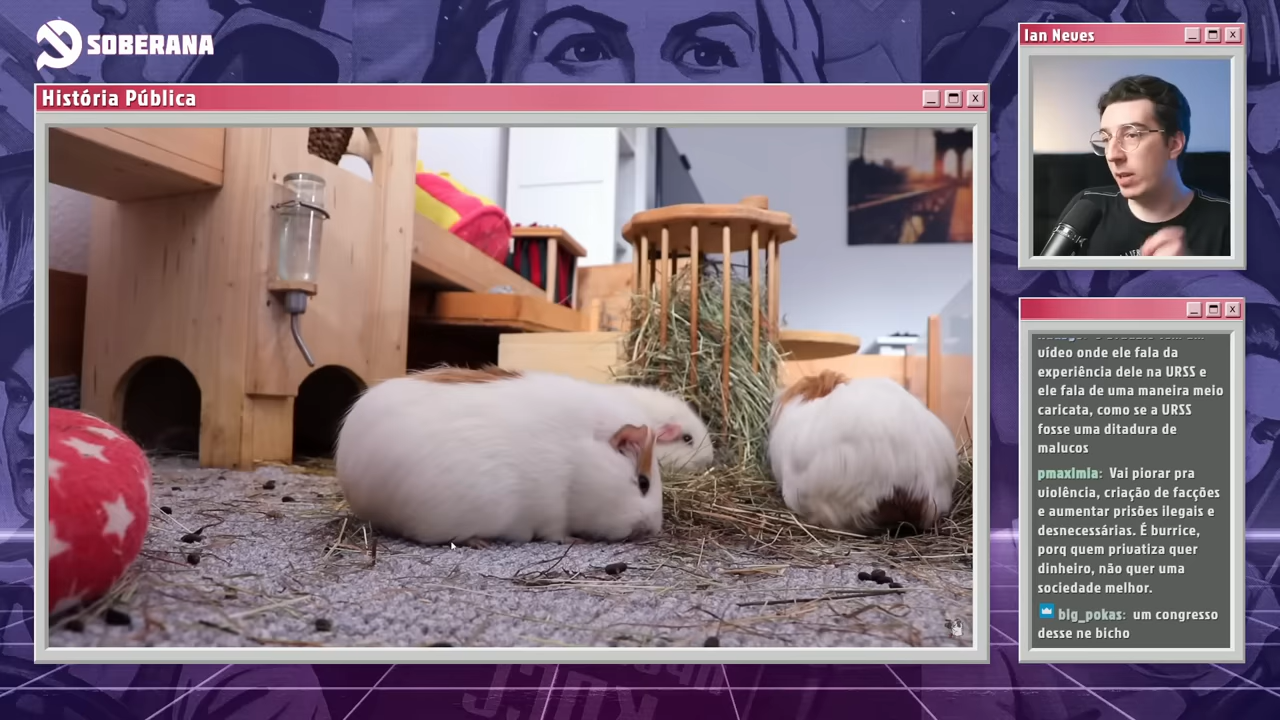 SOBERANA
História Pública
Ian Neves
vídeo onde ele fala da
experiência dele na URSS e
ele fala de uma maneira meio
caricata, como se a URSS
fosse uma ditadura de
malucos
pmaximia: Vai piorar pra
violência, criação de facções
e aumentar prisões ilegais e
desnecessárias. É burrice,
porq quem privatiza quer
dinheiro, não quer uma
sociedade melhor.
big_pokas: um congresso
desse ne bicho